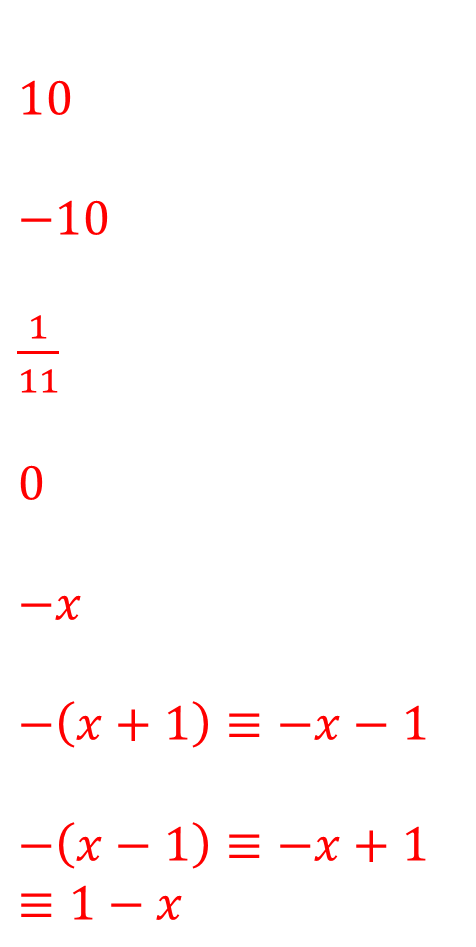 10
−10
1/11
0
−x
−(x + 1) ≡ −x − 1
−(x − 1) ≡ −x + 1
≡ 1 − x